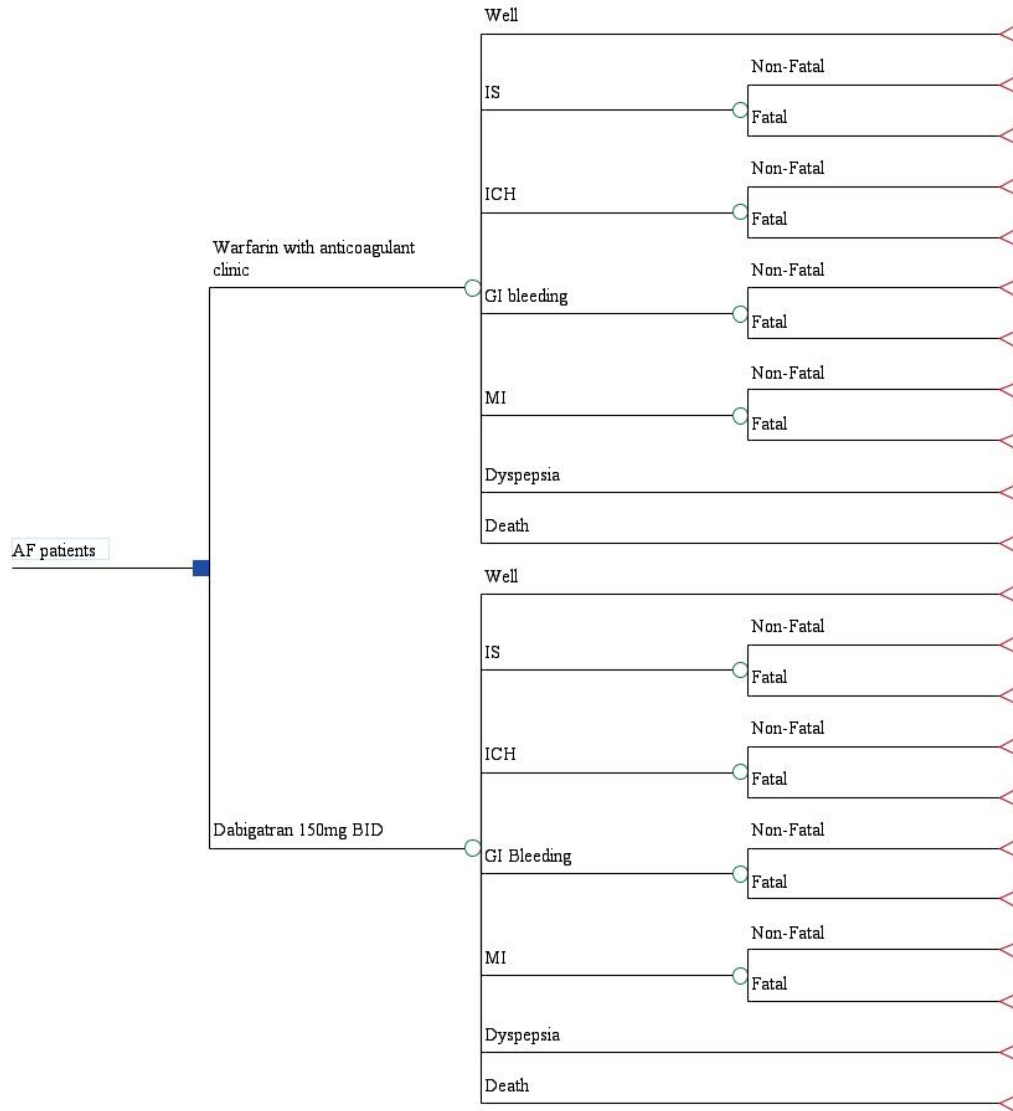 Well
Non-Fatal
IS
Fatal
Non-Fatal
ICH
Fatal
Warfarin with anticoagulant
clinic
Non-Fatal
GI bleeding
Fatal
Non-Fatal
MI
Fatal
Dyspepsia
Death
AF patients
Well
Non-Fatal
IS
Fatal
Non-Fatal
ICH
Fatal
Dabigatran 150mg BID
Non-Fatal
GI Bleeding
Fatal
Non-Fatal
MI
Fatal
Dyspepsia
Death